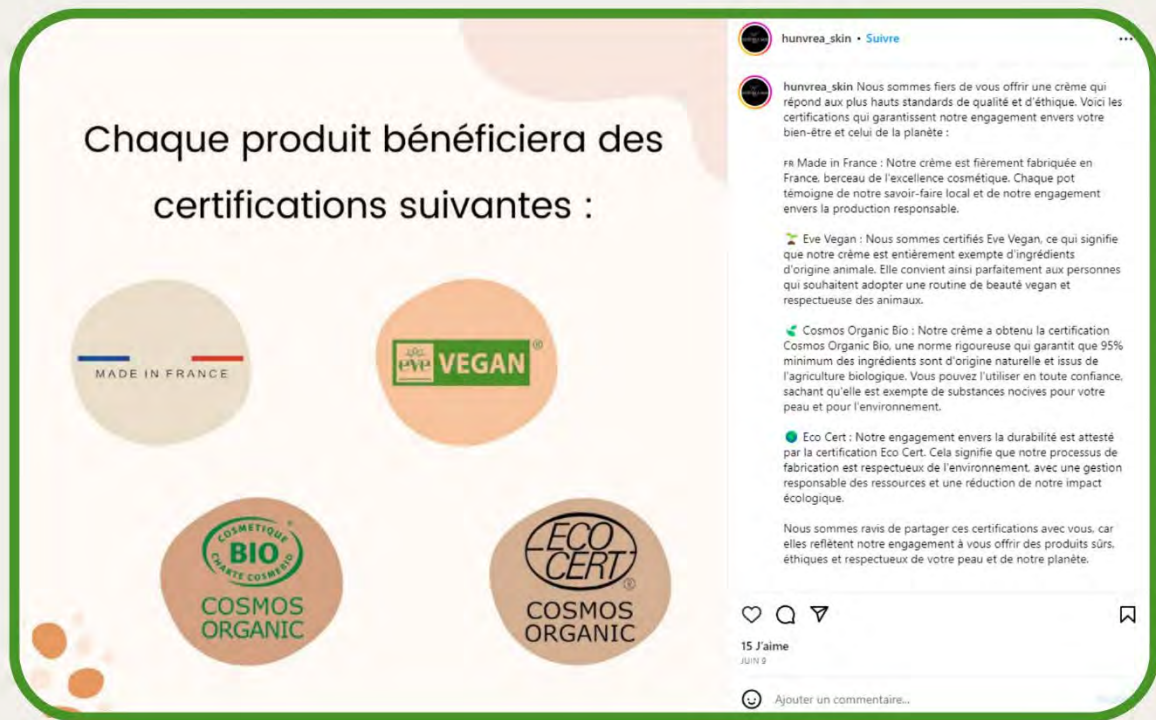 Chaque produit bénéficiera des
certifications suivantes :
MADE IN FRANCE
eve VEGAN®
COSMETIQUE
BIO
CHARTE COSMEBIO
COSMOS
ORGANIC
ECO
CERT®
COSMOS
ORGANIC
hunvrea_skin • Suivre
hunvrea_skin Nous sommes fiers de vous offrir une crème qui
répond aux plus hauts standards de qualité et d'éthique. Voici les
certifications qui garantissent notre engagement envers votre
bien-être et celui de la planète :
FR Made in France : Notre crème est fièrement fabriquée en
France, berceau de l'excellence cosmétique. Chaque pot
témoigne de notre savoir-faire local et de notre engagement
envers la production responsable.
Eve Vegan : Nous sommes certifiés Eve Vegan, ce qui signifie
que notre crème est entièrement exempte d'ingrédients
d'origine animale. Elle convient ainsi parfaitement aux personnes
qui souhaitent adopter une routine de beauté vegan et
respectueuse des animaux.
Cosmos Organic Bio : Notre crème a obtenu la certification
Cosmos Organic Bio, une norme rigoureuse qui garantit que 95%
minimum des ingrédients sont d'origine naturelle et issus de
l'agriculture biologique. Vous pouvez l'utiliser en toute confiance,
sachant qu'elle est exempte de substances nocives pour votre
peau et pour l'environnement.
Eco Cert : Notre engagement envers la durabilité est attesté
par la certification Eco Cert. Cela signifie que notre processus de
fabrication est respectueux de l'environnement, avec une gestion
responsable des ressources et une réduction de notre impact
écologique.
Nous sommes ravis de partager ces certifications avec vous, car
elles reflètent notre engagement à vous offrir des produits sûrs,
éthiques et respectueux de votre peau et de notre planète.
15 J'aime
JUIN 9
Ajouter un commentaire...